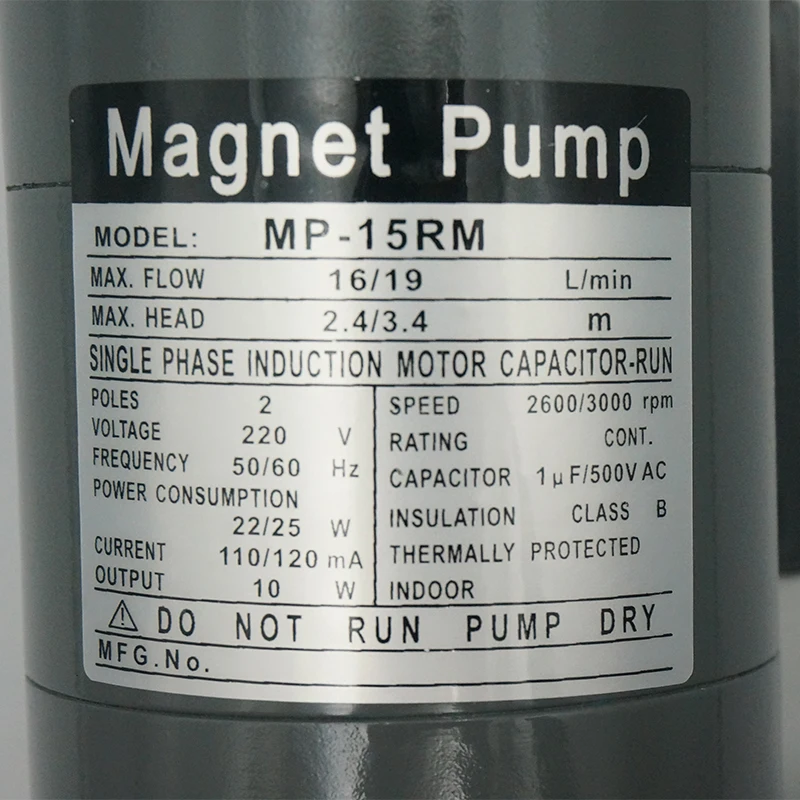 Magnet Pump
MODEL: MP-15RM
MAX. FLOW 16/19 L/min
MAX. HEAD 2.4/3.4 m
SINGLE PHASE INDUCTION MOTOR CAPACITOR-RUN
POLES 2
VOLTAGE 220 V
FREQUENCY 50/60 Hz
POWER CONSUMPTION
22/25 W
CURRENT 110/120 mA
OUTPUT 10 W
SPEED 2600/3000 rpm
RATING CONT.
CAPACITOR 1μF/500V AC
INSULATION CLASS B
THERMALLY PROTECTED
INDOOR
⚠ DO NOT RUN PUMP DRY
MFG.No.